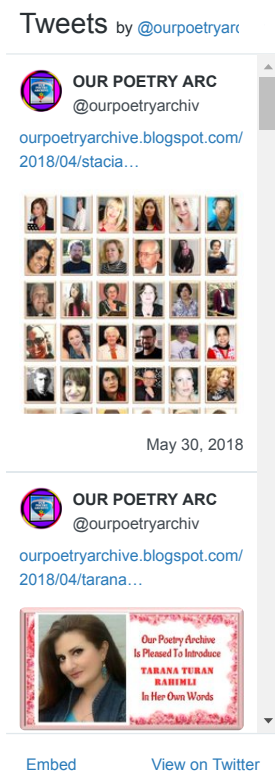 Tweets by @ourpoetryarc
OUR POETRY ARC
@ourpoetryarchiv
ourpoetryarchive.blogspot.com/
2018/04/stacia…
May 30, 2018
OUR POETRY ARC
@ourpoetryarchiv
ourpoetryarchive.blogspot.com/
2018/04/tarana…
Our Poetry Archive
Is Pleased To Introduce
TARANA TURAN
RAHIMLI
In Her Own Words
Embed View on Twitter